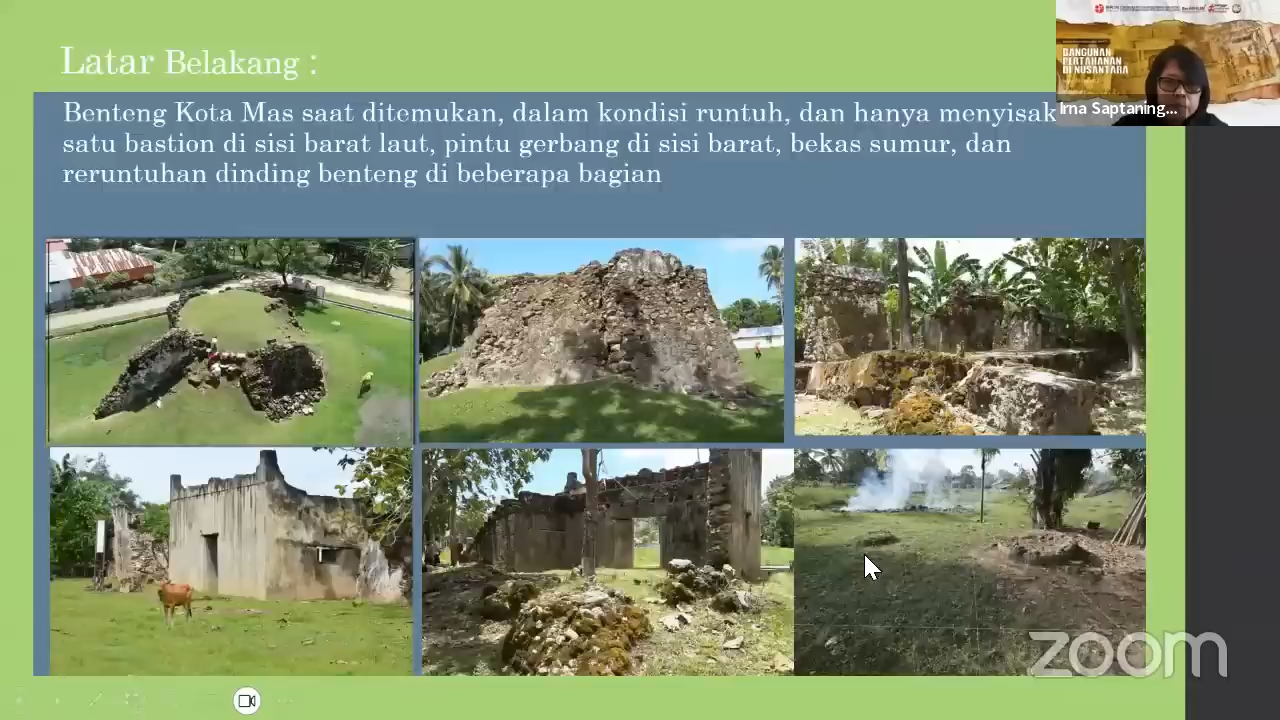 Latar Belakang :
Benteng Kota Mas saat ditemukan, dalam kondisi runtuh, dan hanya menyisak
satu bastion di sisi barat laut, pintu gerbang di sisi barat, bekas sumur, dan
reruntuhan dinding benteng di beberapa bagian
BANGUNAN
PERTAHANAN
DI NUSANTARA
Irna Saptaning...
zoom